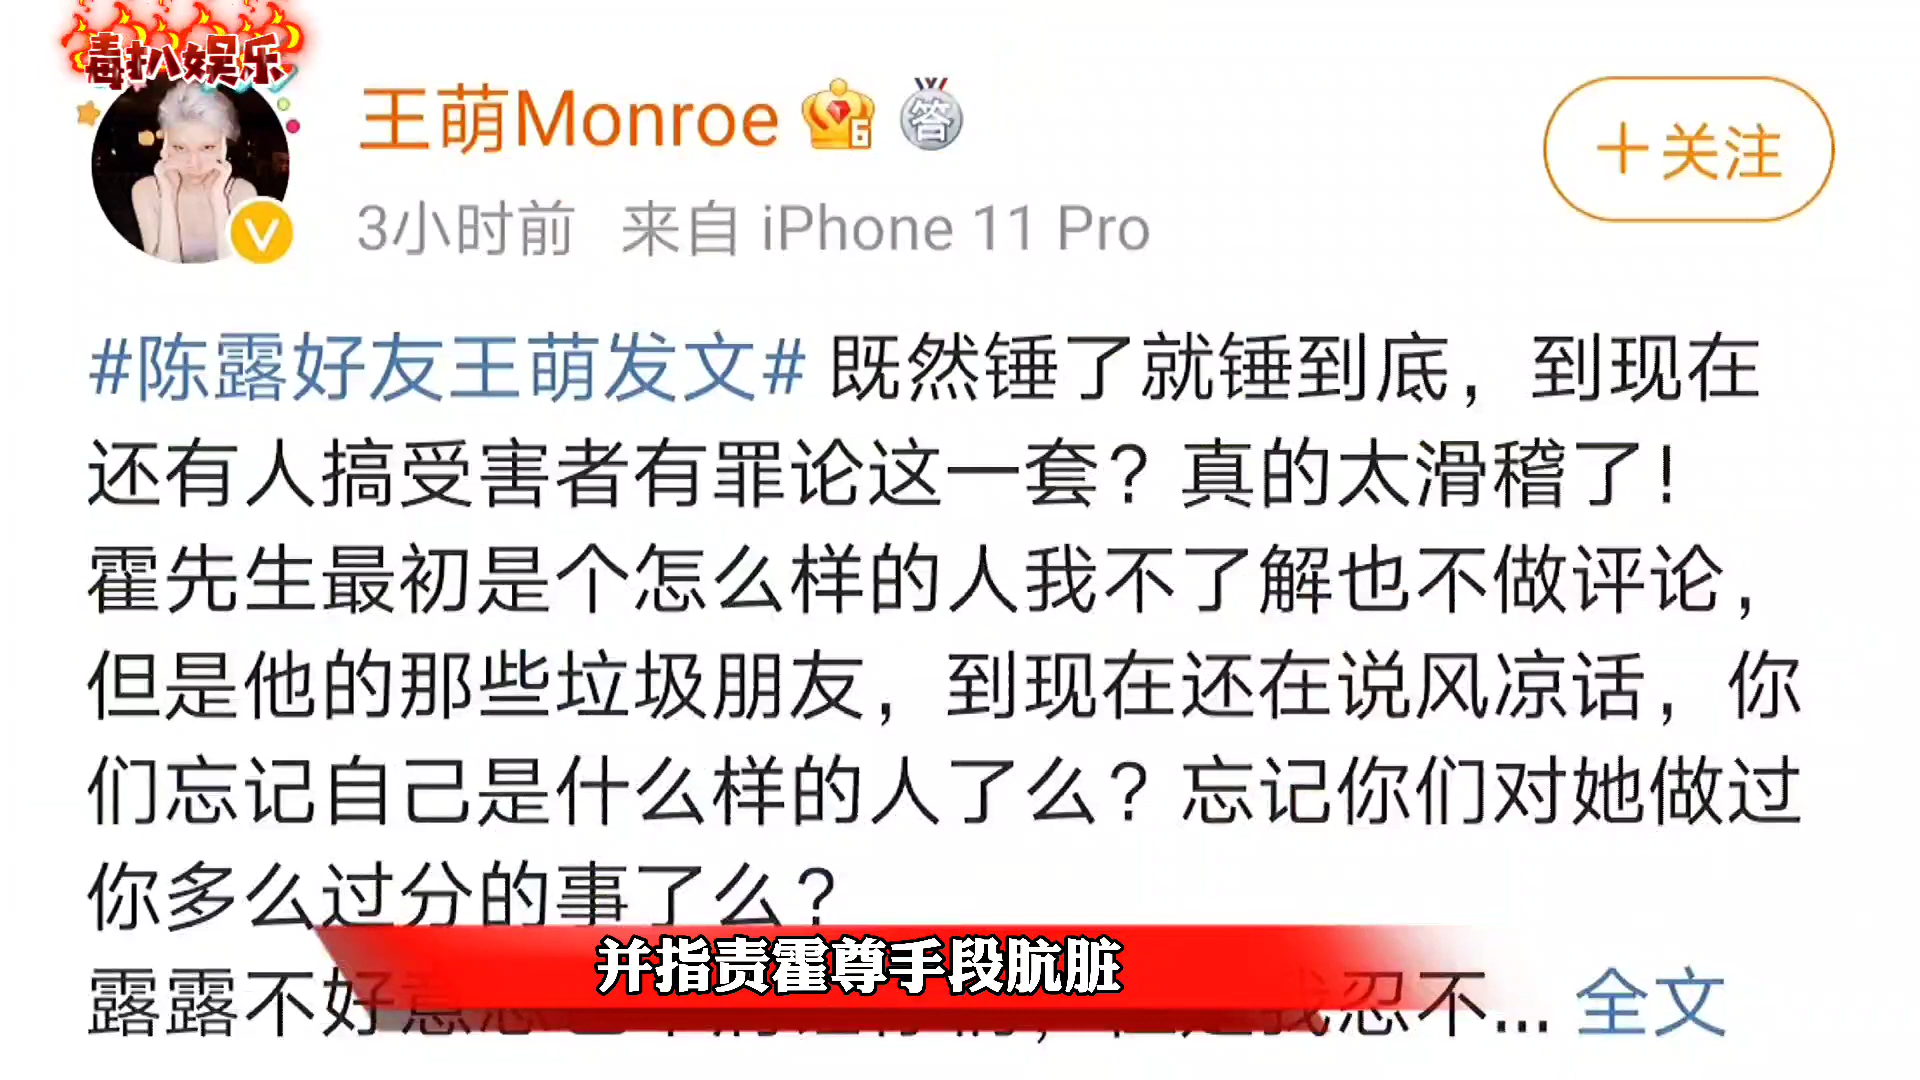 毒扒娱乐
王萌Monroe
6
答
V
3小时前 来自 iPhone 11 Pro
+关注
#陈露好友王萌发文# 既然锤了就锤到底，到现在
还有人搞受害者有罪论这一套？真的太滑稽了！
霍先生最初是个怎么样的人我不了解也不做评论，
但是他的那些垃圾朋友，到现在还在说风凉话，你
们忘记自己是什么样的人了么？忘记你们对她做过
你多么过分的事了么？
并指责霍尊手段肮脏
露露不好意思 我忍不... 全文